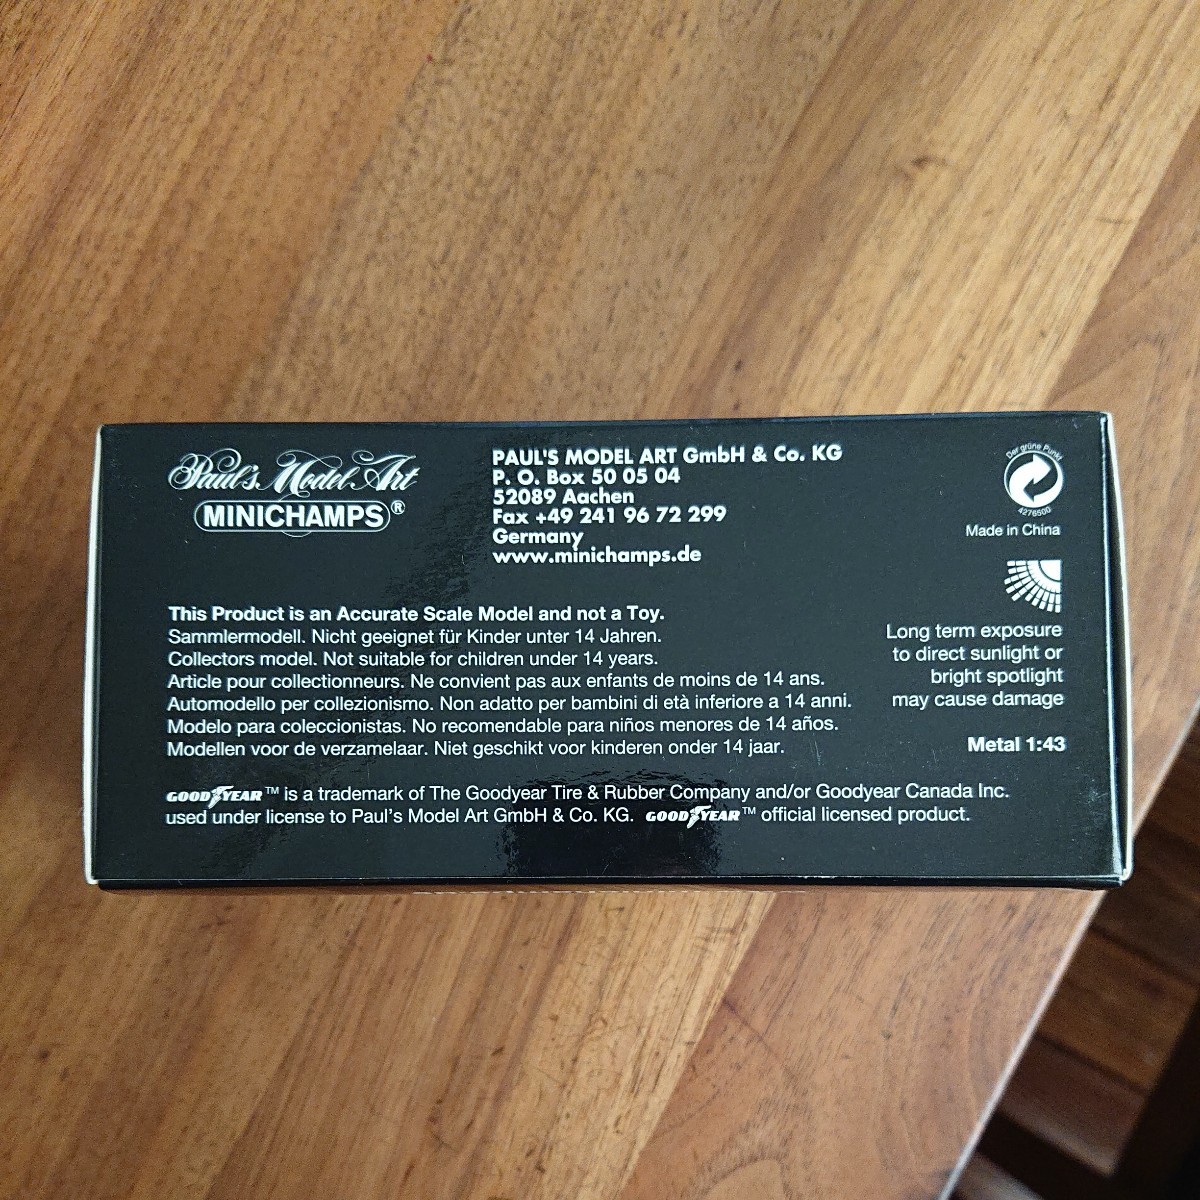 Paul's Model Art
MINICHAMPS®
PAUL'S MODEL ART GmbH & Co. KG
P. O. Box 50 05 04
52089 Aachen
Fax +49 241 96 72 299
Germany
www.minichamps.de
Der grüne Punkt
4276500
Made in China
This Product is an Accurate Scale Model and not a Toy.
Sammlermodell. Nicht geeignet für Kinder unter 14 Jahren.
Collectors model. Not suitable for children under 14 years.
Article pour collectionneurs. Ne convient pas aux enfants de moins de 14 ans.
Automodello per collezionismo. Non adatto per bambini di età inferiore a 14 anni.
Modelo para coleccionistas. No recomendable para niños menores de 14 años.
Modellen voor de verzamelaar. Niet geschikt voor kinderen onder 14 jaar.
Long term exposure
to direct sunlight or
bright spotlight
may cause damage
Metal 1:43
GOODYEAR™ is a trademark of The Goodyear Tire & Rubber Company and/or Goodyear Canada Inc.
used under license to Paul's Model Art GmbH & Co. KG. GOODYEAR™ official licensed product.